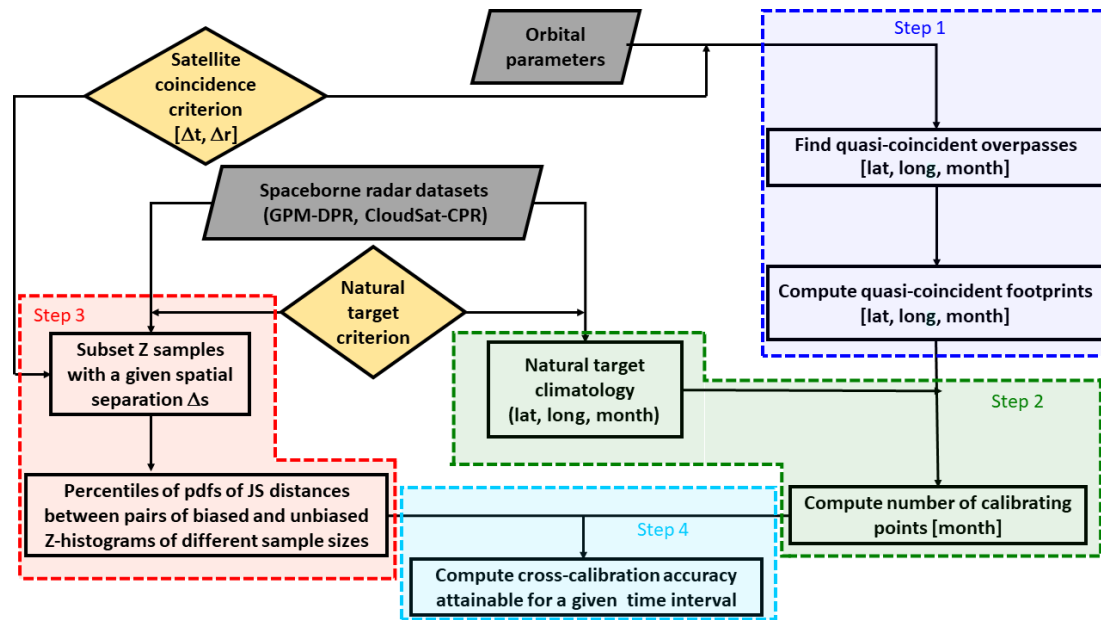 Orbital
parameters
Step 1
Satellite
coincidence
criterion
[Δt, Δr]
Find quasi-coincident overpasses
[lat, long, month]
Spaceborne radar datasets
(GPM-DPR, CloudSat-CPR)
Natural
target
criterion
Compute quasi-coincident footprints
[lat, long, month]
Step 3
Subset Z samples
with a given spatial
separation Δs
Natural target
climatology
(lat, long, month)
Step 2
Percentiles of pdfs of JS distances
between pairs of biased and unbiased
Z-histograms of different sample sizes
Compute number of calibrating
points [month]
Step 4
Compute cross-calibration accuracy
attainable for a given time interval